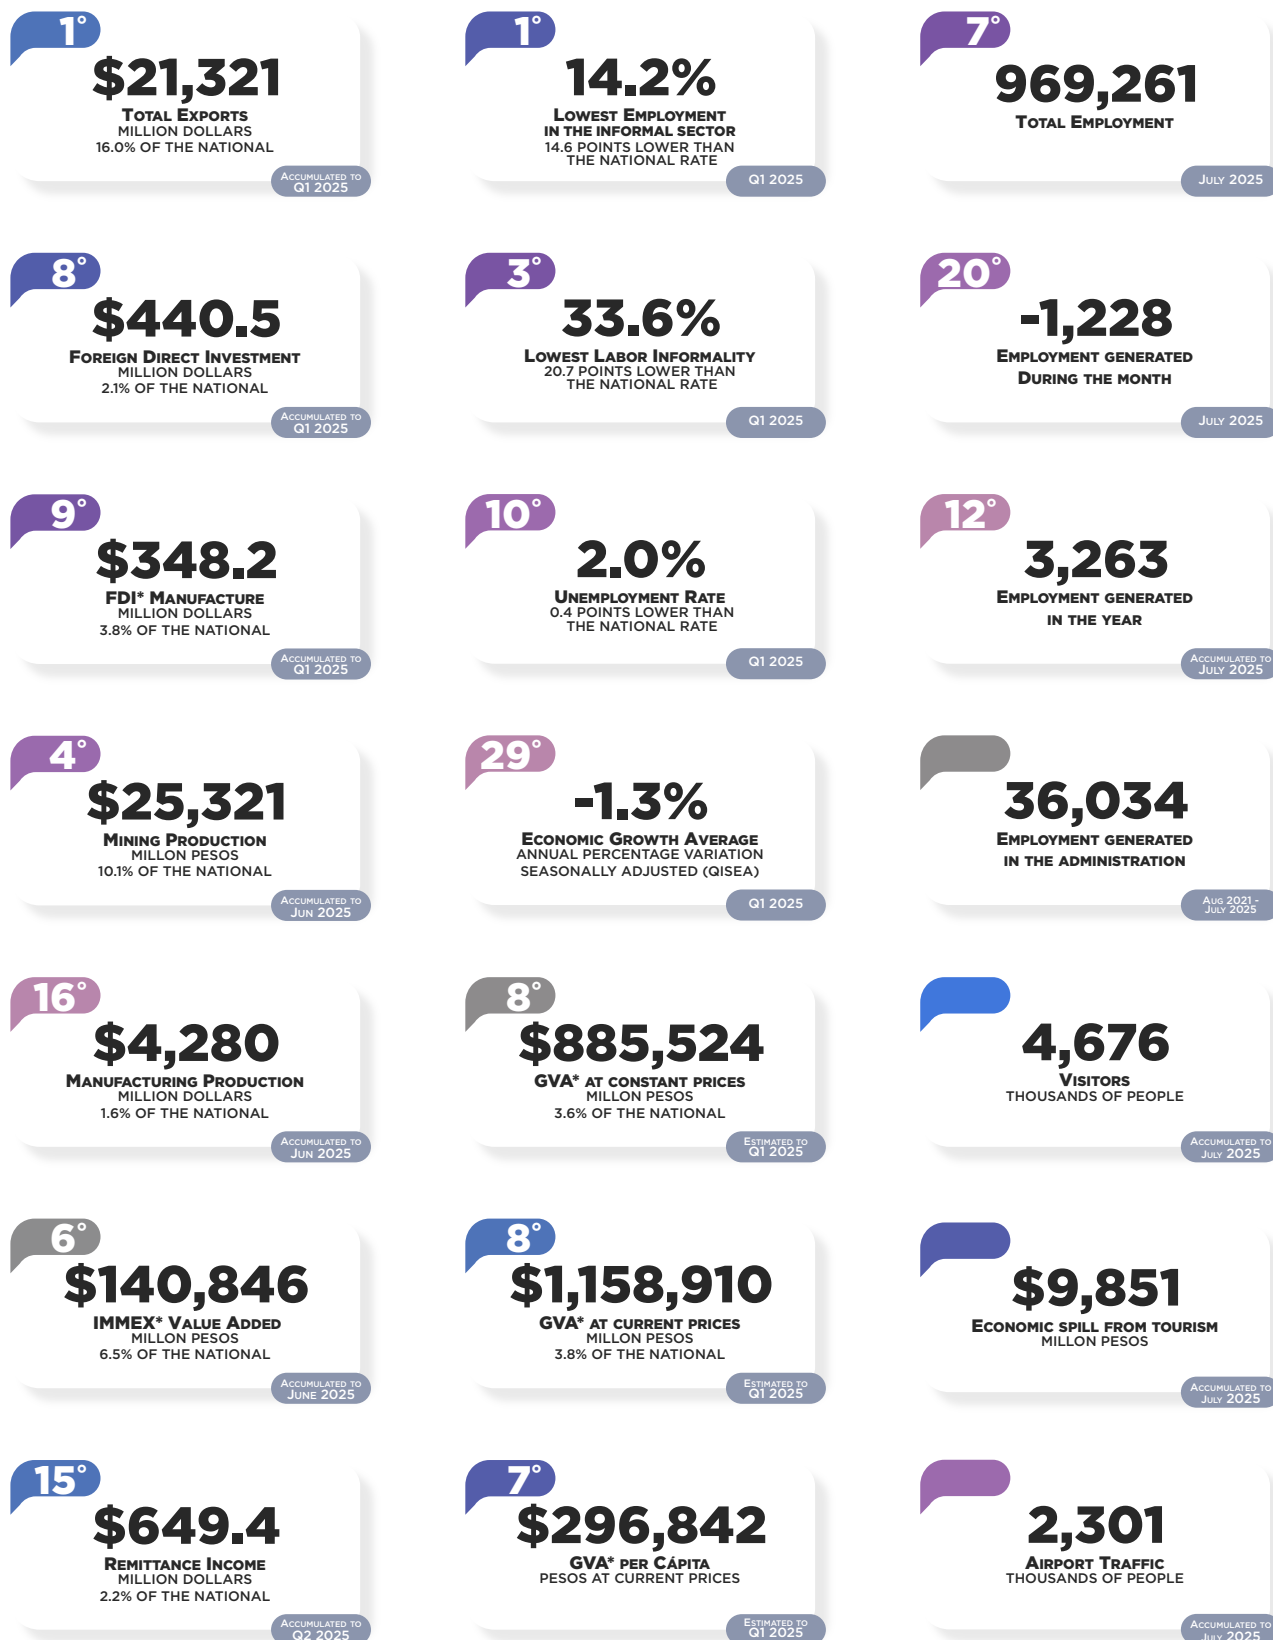 1°
$21,321
Total Exports
MILLION DOLLARS
16.0% OF THE NATIONAL
Accumulated to
Q1 2025
1°
14.2%
Lowest Employment
in the informal sector
14.6 POINTS LOWER THAN
THE NATIONAL RATE
Q1 2025
7°
969,261
Total Employment
July 2025
8°
$440.5
Foreign Direct Investment
MILLION DOLLARS
2.1% OF THE NATIONAL
Accumulated to
Q1 2025
3°
33.6%
Lowest Labor Informality
20.7 POINTS LOWER THAN
THE NATIONAL RATE
Q1 2025
20°
-1,228
Employment generated
During the month
July 2025
9°
$348.2
FDI* Manufacture
MILLION DOLLARS
3.8% OF THE NATIONAL
Accumulated to
Q1 2025
10°
2.0%
Unemployment Rate
0.4 POINTS LOWER THAN
THE NATIONAL RATE
Q1 2025
12°
3,263
Employment generated
in the year
Accumulated to
July 2025
4°
$25,321
Mining Production
MILLON PESOS
10.1% OF THE NATIONAL
Accumulated to
Jun 2025
29°
-1.3%
Economic Growth Average
ANNUAL PERCENTAGE VARIATION
SEASONALLY ADJUSTED (QISEA)
Q1 2025
36,034
Employment generated
in the administration
Aug 2021 -
July 2025
16°
$4,280
Manufacturing Production
MILLION DOLLARS
1.6% OF THE NATIONAL
Accumulated to
Jun 2025
8°
$885,524
GVA* at constant prices
MILLON PESOS
3.6% OF THE NATIONAL
Estimated to
Q1 2025
4,676
Visitors
THOUSANDS OF PEOPLE
Accumulated to
July 2025
6°
$140,846
IMMEX* Value Added
MILLON PESOS
6.5% OF THE NATIONAL
Accumulated to
June 2025
8°
$1,158,910
GVA* at current prices
MILLON PESOS
3.8% OF THE NATIONAL
Estimated to
Q1 2025
$9,851
Economic spill from tourism
MILLON PESOS
Accumulated to
July 2025
15°
$649.4
Remittance Income
MILLION DOLLARS
2.2% OF THE NATIONAL
Accumulated to
Q2 2025
7°
$296,842
GVA* per Cápita
PESOS AT CURRENT PRICES
Estimated to
Q1 2025
2,301
Airport Traffic
THOUSANDS OF PEOPLE
Accumulated to
July 2025